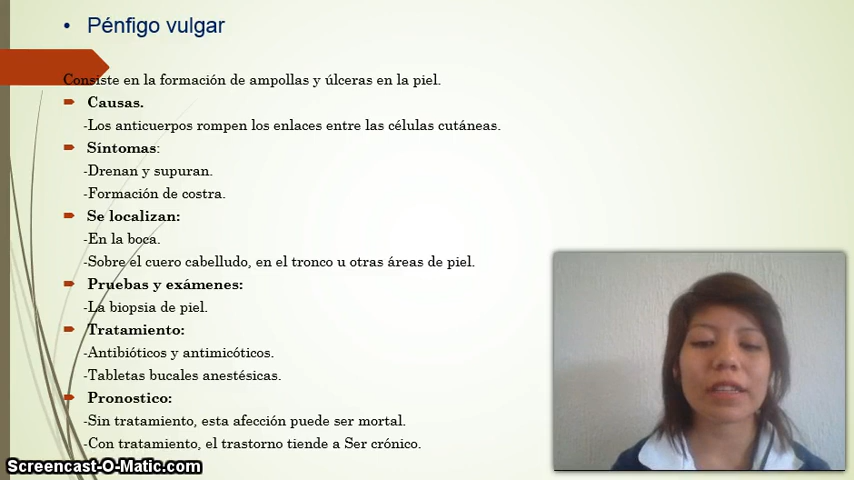 • Pénfigo vulgar
Consiste en la formación de ampollas y úlceras en la piel.
Causas.
-Los anticuerpos rompen los enlaces entre las células cutáneas.
Síntomas:
-Drenan y supuran.
-Formación de costra.
Se localizan:
-En la boca.
-Sobre el cuero cabelludo, en el tronco u otras áreas de piel.
Pruebas y exámenes:
-La biopsia de piel.
Tratamiento:
-Antibióticos y antimicóticos.
-Tabletas bucales anestésicas.
Pronostico:
-Sin tratamiento, esta afección puede ser mortal.
-Con tratamiento, el trastorno tiende a Ser crónico.
Screencast-O-Matic.com